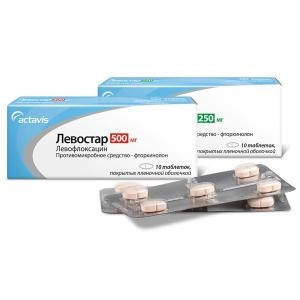 actavis
Левостар 500 мг
Левофлоксацин
Противомикробное средство - фторхинолон
10 таблеток,
покрытых пленочной оболочкой
actavis
250 мг
средство - фторхинолон
10 таблеток,
покрытых пленочной оболочкой